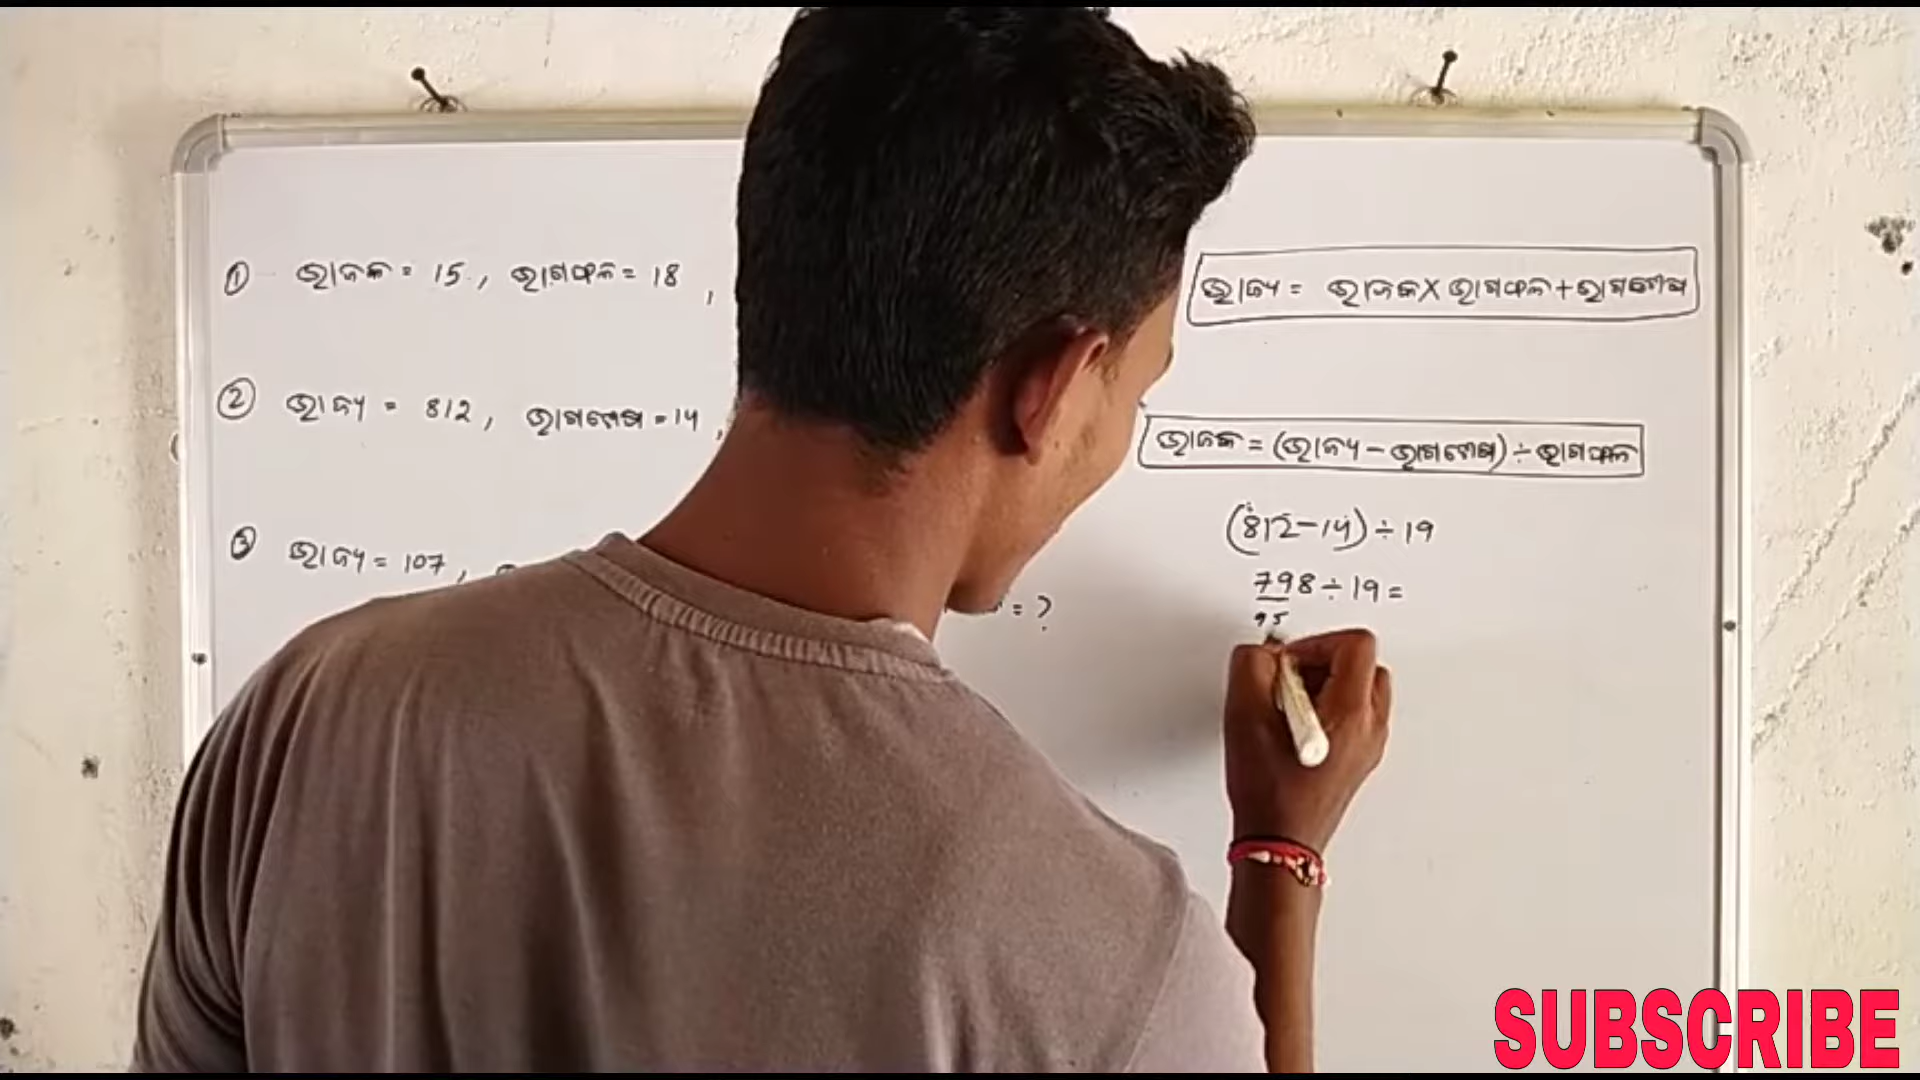 ① ଭାଜକ = 15, ଭାଗଫଳ = 18,
ଭାଜ୍ୟ = ଭାଜକ X ଭାଗଫଳ + ଭାଗଶେଷ
② ଭାଜ୍ୟ = 812, ଭାଗଶେଷ = 14,
ଭାଜକ = (ଭାଜ୍ୟ - ଭାଗଶେଷ) ÷ ଭାଗଫଳ
(812-14) ÷ 19
③ ଭାଜ୍ୟ = 107,
798 ÷ 19 =
95
= ?
SUBSCRIBE